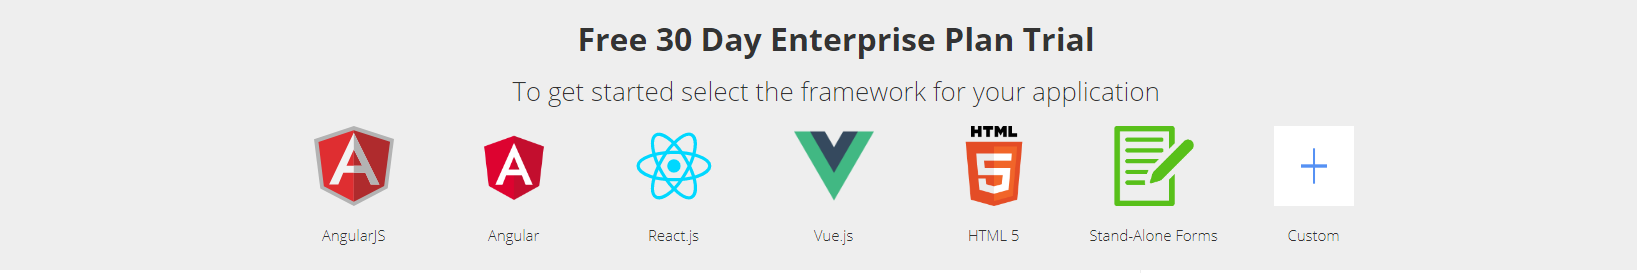 Free 30 Day Enterprise Plan Trial
To get started select the framework for your application
A A HTML
5
AngularJS Angular React.js Vue.js HTML 5 Stand-Alone Forms Custom